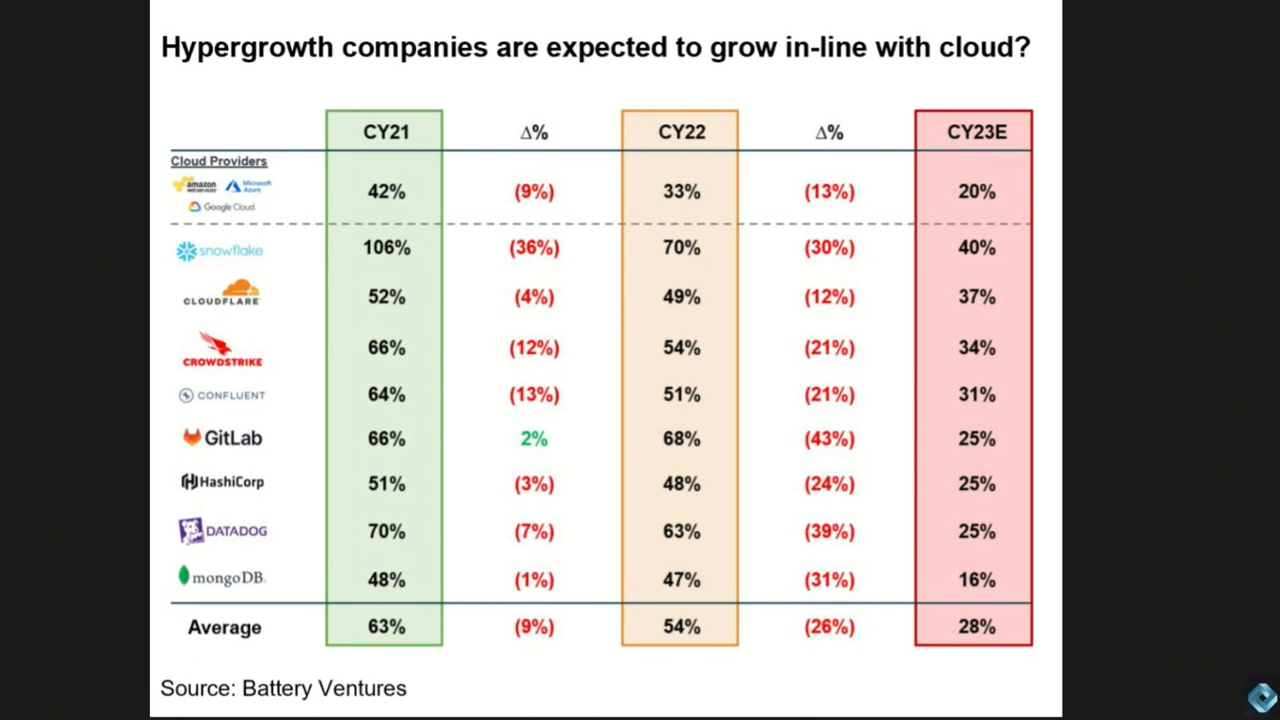 Hypergrowth companies are expected to grow in-line with cloud?
CY21 Δ% CY22 Δ% CY23E
Cloud Providers
amazon webservices Microsoft Azure Google Cloud 42% (9%) 33% (13%) 20%
snowflake 106% (36%) 70% (30%) 40%
CLOUDFLARE 52% (4%) 49% (12%) 37%
CROWDSTRIKE 66% (12%) 54% (21%) 34%
CONFLUENT 64% (13%) 51% (21%) 31%
GitLab 66% 2% 68% (43%) 25%
HashiCorp 51% (3%) 48% (24%) 25%
DATADOG 70% (7%) 63% (39%) 25%
mongoDB. 48% (1%) 47% (31%) 16%
Average 63% (9%) 54% (26%) 28%
Source: Battery Ventures